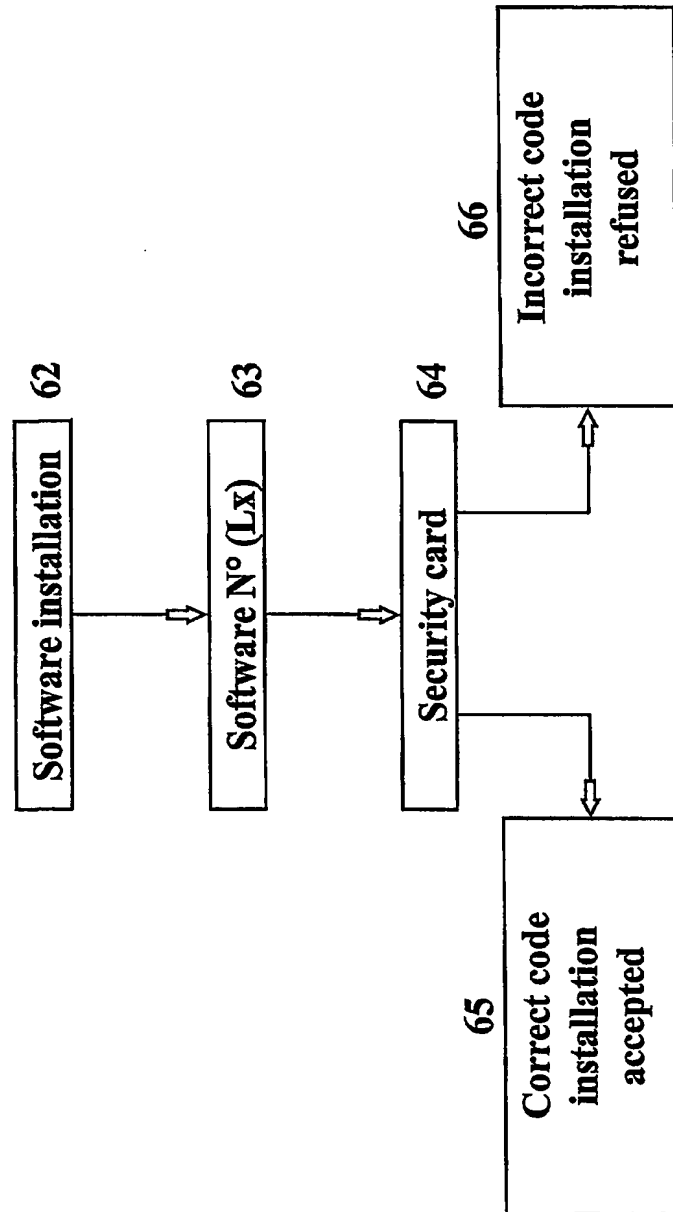 Software installation
62
Software N° (Lx)
63
Security card
64
65
Correct code
installation
accepted
66
Incorrect code
installation
refused